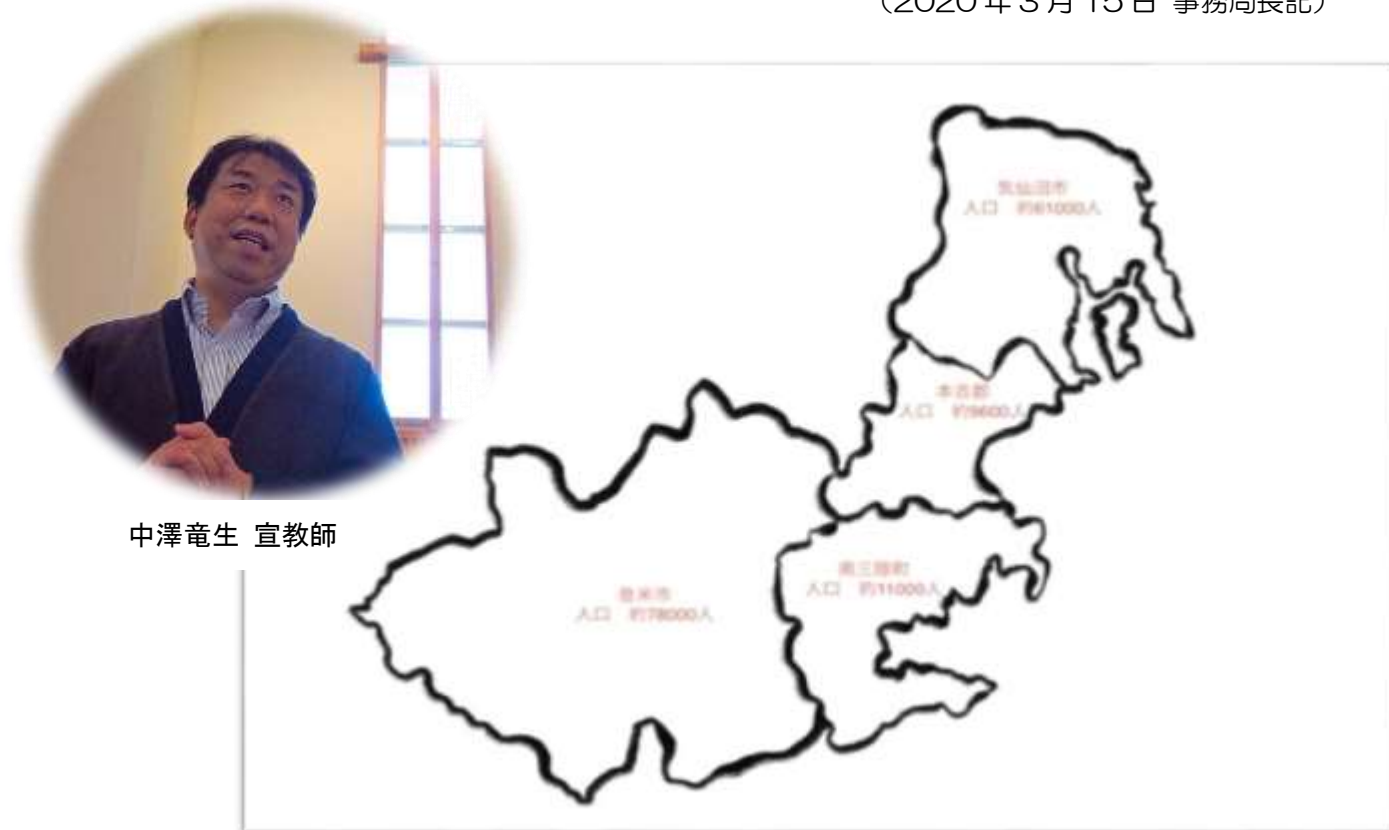 （2020年3月15日 事務局長記）
気仙沼市
人口 約61000人
本吉郡
人口 約9600人
中澤竜生 宣教師
南三陸町
人口 約11000人
登米市
人口 約78000人